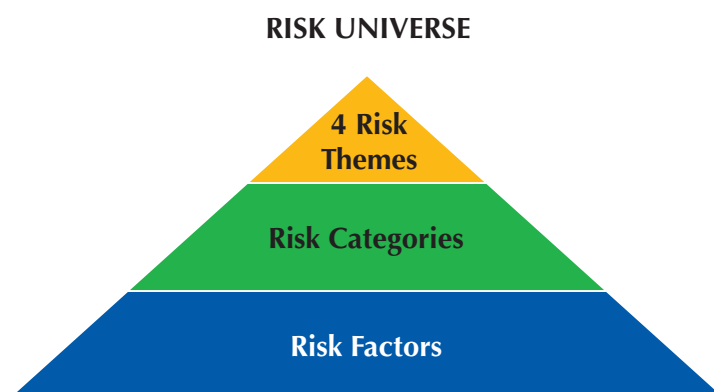 RISK UNIVERSE
4 Risk
Themes
Risk Categories
Risk Factors